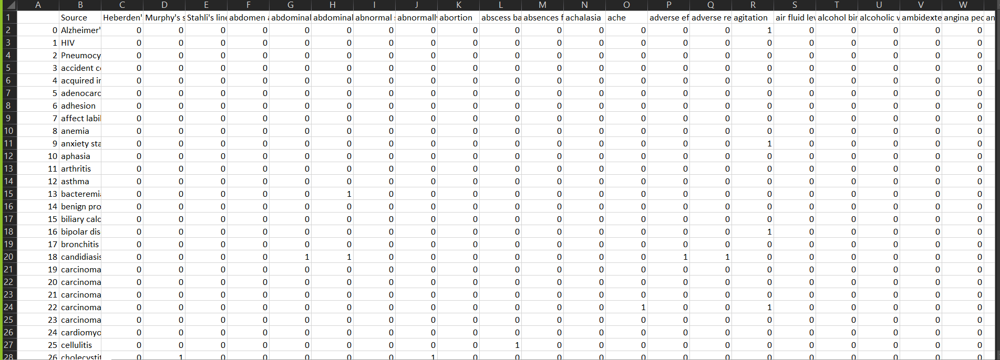 A B C D E F G H I J K L M N O P Q R S T U V W
1 Source Heberden' Murphy's s Stahli's line abdomen a abdominal abdominal abnormal s abnormally abortion abscess ba absences f achalasia ache adverse ef adverse re agitation air fluid lev alcohol bin alcoholic w ambidexte angina pec an
2 0 Alzheimer' 0 0 0 0 0 0 0 0 0 0 0 0 0 0 0 1 0 0 0 0 0
3 1 HIV 0 0 0 0 0 0 0 0 0 0 0 0 0 0 0 0 0 0 0 0 0
4 2 Pneumocy 0 0 0 0 0 0 0 0 0 0 0 0 0 0 0 0 0 0 0 0 0
5 3 accident c 0 0 0 0 0 0 0 0 0 0 0 0 0 0 0 0 0 0 0 0 0
6 4 acquired ir 0 0 0 0 0 0 0 0 0 0 0 0 0 0 0 0 0 0 0 0 0
7 5 adenocarc 0 0 0 0 0 0 0 0 0 0 0 0 0 0 0 0 0 0 0 0 0
8 6 adhesion 0 0 0 0 0 0 0 0 0 0 0 0 0 0 0 0 0 0 0 0 0
9 7 affect labil 0 0 0 0 0 0 0 0 0 0 0 0 0 0 0 0 0 0 0 0 0
10 8 anemia 0 0 0 0 0 0 0 0 0 0 0 0 0 0 0 0 0 0 0 0 0
11 9 anxiety sta 0 0 0 0 0 0 0 0 0 0 0 0 0 0 0 1 0 0 0 0 0
12 10 aphasia 0 0 0 0 0 0 0 0 0 0 0 0 0 0 0 0 0 0 0 0 0
13 11 arthritis 0 0 0 0 0 0 0 0 0 0 0 0 0 0 0 0 0 0 0 0 0
14 12 asthma 0 0 0 0 0 0 0 0 0 0 0 0 0 0 0 0 0 0 0 0 0
15 13 bacteremi 0 0 0 0 0 1 0 0 0 0 0 0 0 0 0 0 0 0 0 0 0
16 14 benign pro 0 0 0 0 0 0 0 0 0 0 0 0 0 0 0 0 0 0 0 0 0
17 15 biliary calc 0 0 0 0 0 0 0 0 0 0 0 0 0 0 0 0 0 0 0 0 0
18 16 bipolar dis 0 0 0 0 0 0 0 0 0 0 0 0 0 0 0 1 0 0 0 0 0
19 17 bronchitis 0 0 0 0 0 0 0 0 0 0 0 0 0 0 0 0 0 0 0 0 0
20 18 candidiasis 0 0 0 0 1 1 0 0 0 0 0 0 0 1 1 0 0 0 0 0 0
21 19 carcinoma 0 0 0 0 0 0 0 0 0 0 0 0 0 0 0 0 0 0 0 0 0
22 20 carcinoma 0 0 0 0 0 0 0 0 0 0 0 0 0 0 0 0 0 0 0 0 0
23 21 carcinoma 0 0 0 0 0 0 0 0 0 0 0 0 0 0 0 0 0 0 0 0 0
24 22 carcinoma 0 0 0 0 0 0 0 0 0 0 0 0 1 0 0 1 0 0 0 0 0
25 23 carcinoma 0 0 0 0 0 0 0 0 0 0 0 0 0 0 0 0 0 0 0 0 0
26 24 cardiomyo 0 0 0 0 0 0 0 0 0 0 0 0 0 0 0 0 0 0 0 0 0
27 25 cellulitis 0 0 0 0 0 0 0 0 0 1 0 0 0 0 0 0 0 0 0 0 0
28 26 cholecystit 0 1 0 0 0 0 0 1 0 0 0 0 0 0 0 0 0 0 0 0 0